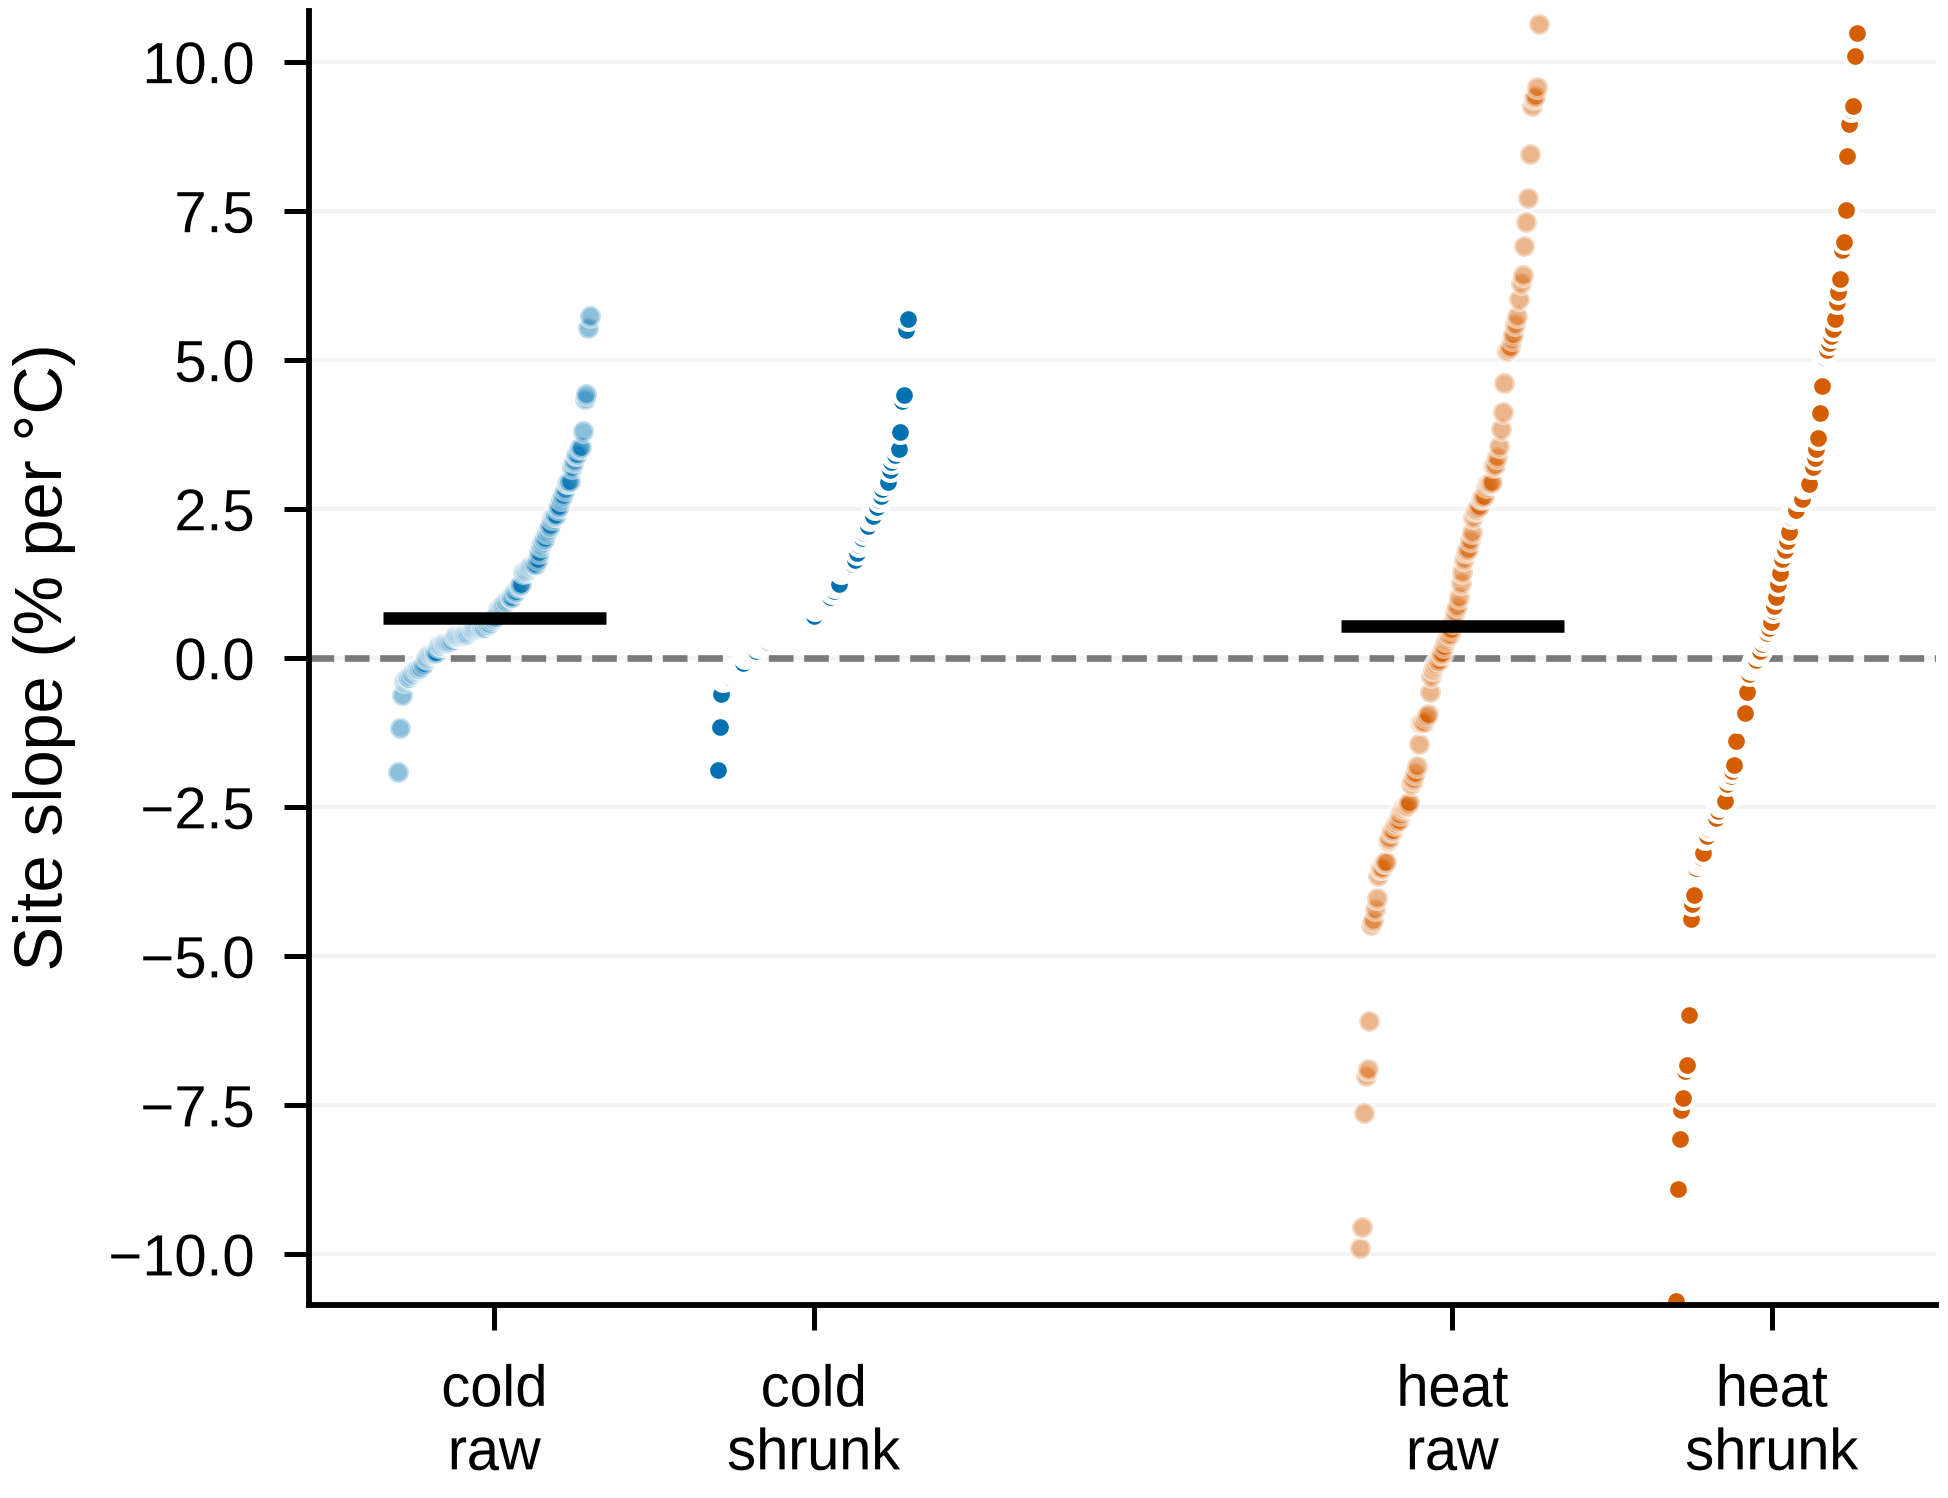 Site slope (% per °C)
10.0
7.5
5.0
2.5
0.0
−2.5
−5.0
−7.5
−10.0
cold
raw
cold
shrunk
heat
raw
heat
shrunk